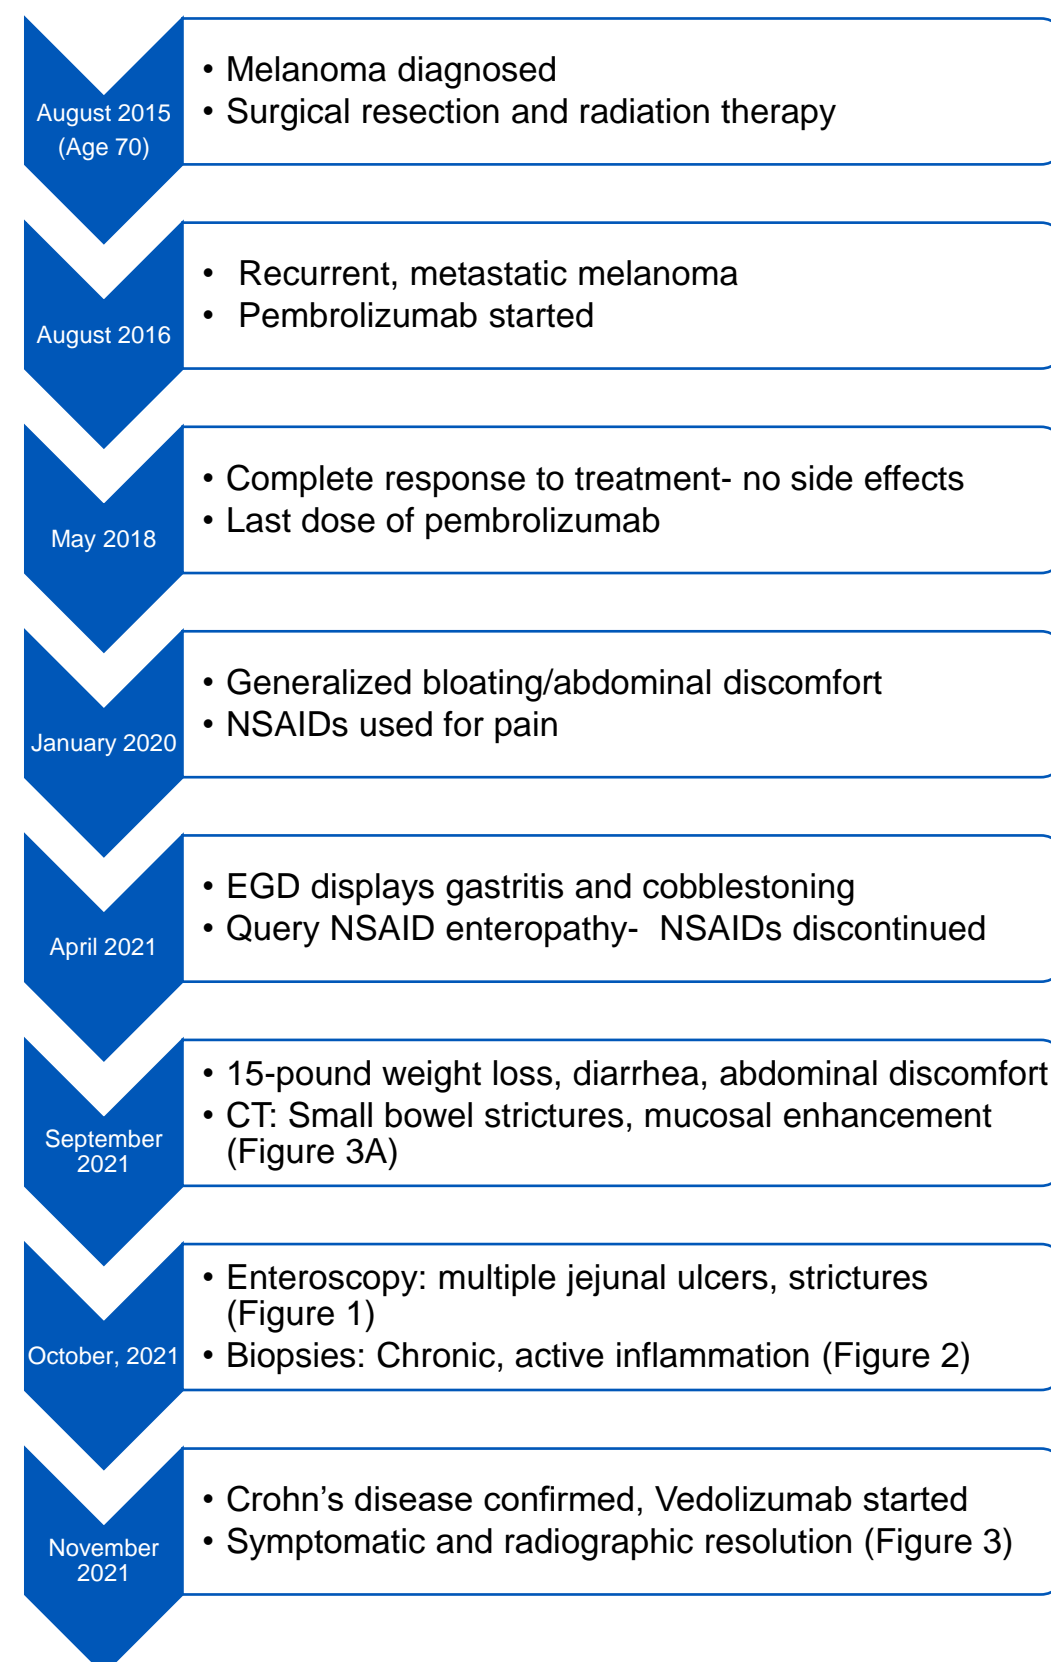 August 2015
(Age 70)
• Melanoma diagnosed
• Surgical resection and radiation therapy
August 2016
• Recurrent, metastatic melanoma
• Pembrolizumab started
May 2018
• Complete response to treatment- no side effects
• Last dose of pembrolizumab
January 2020
• Generalized bloating/abdominal discomfort
• NSAIDs used for pain
April 2021
• EGD displays gastritis and cobblestoning
• Query NSAID enteropathy- NSAIDs discontinued
September
2021
• 15-pound weight loss, diarrhea, abdominal discomfort
• CT: Small bowel strictures, mucosal enhancement
(Figure 3A)
October, 2021
• Enteroscopy: multiple jejunal ulcers, strictures
(Figure 1)
• Biopsies: Chronic, active inflammation (Figure 2)
November
2021
• Crohn’s disease confirmed, Vedolizumab started
• Symptomatic and radiographic resolution (Figure 3)